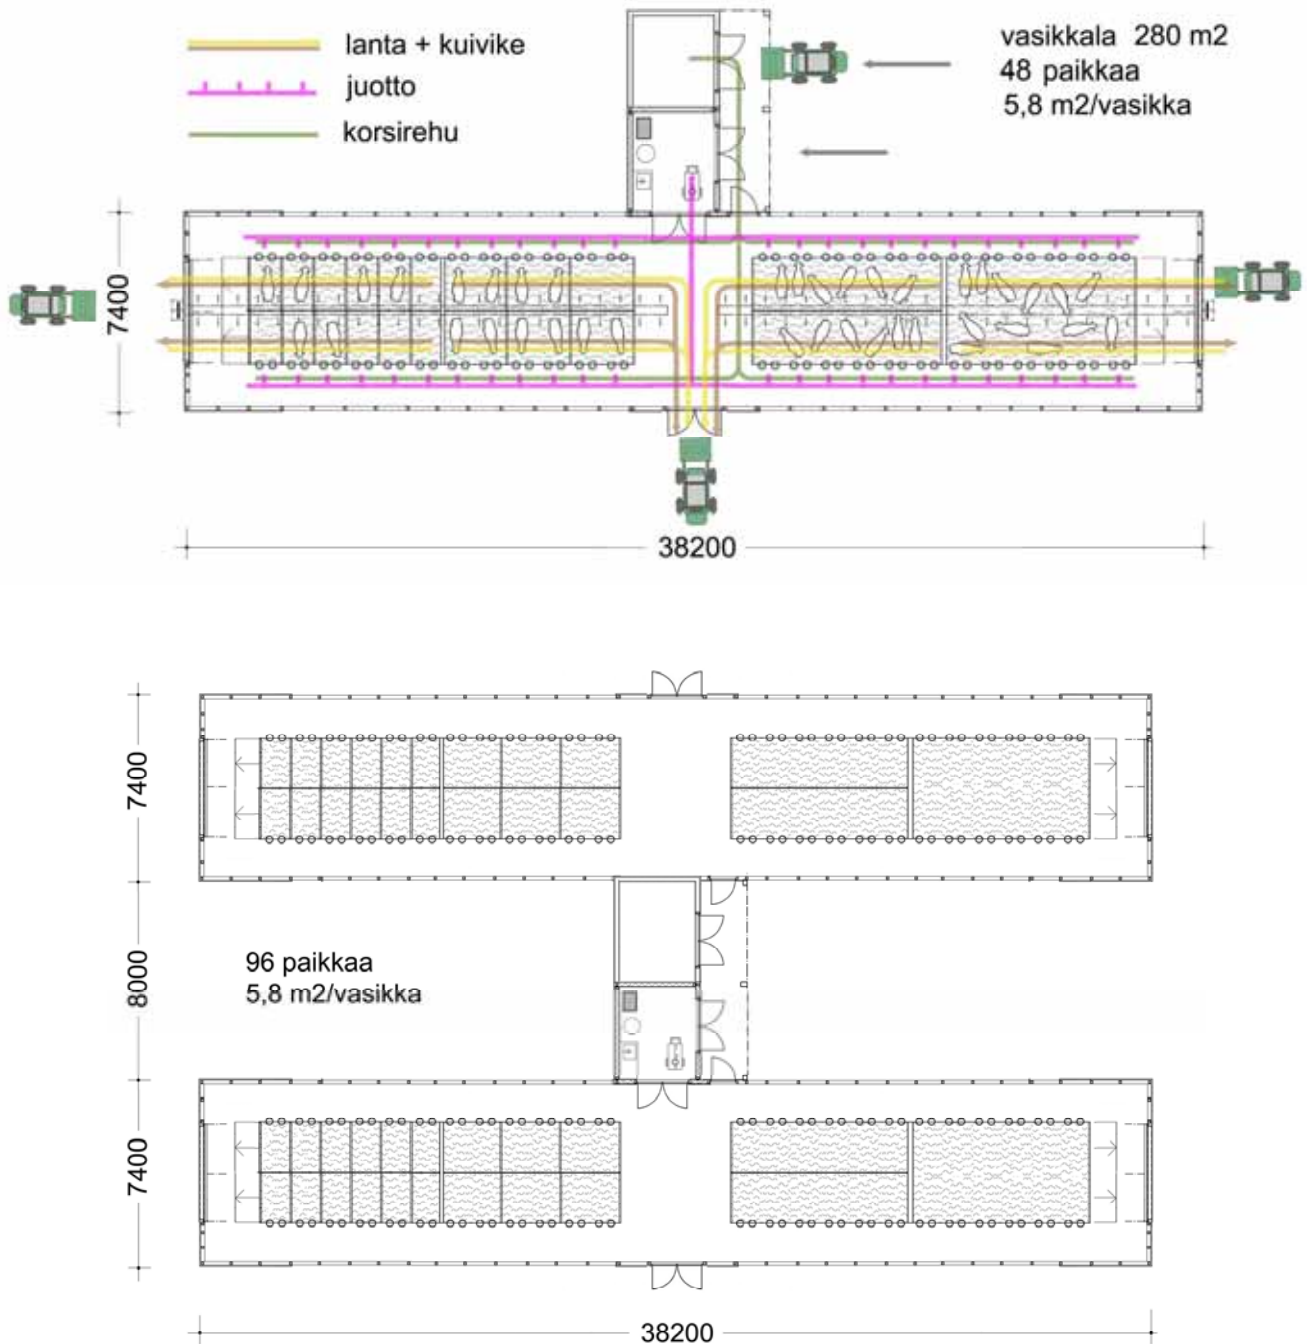 lanta + kuivike
juotto
korsirehu
vasikkala 280 m2
48 paikkaa
5,8 m2/vasikka
7400
38200
7400
8000
96 paikkaa
5,8 m2/vasikka
7400
38200